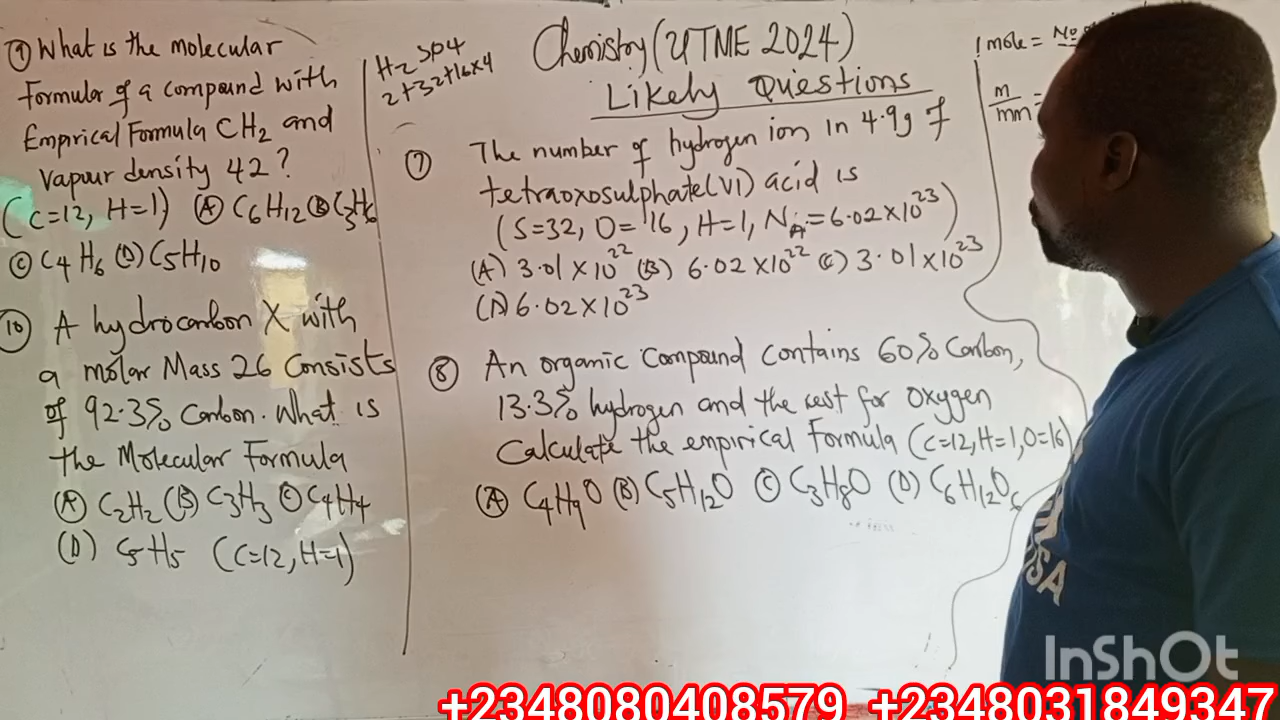 Chemistry (UTME 2024)
Likely Questions
H2SO4
2+32+16x4
⑨ What is the molecular
Formular of a compound with
Emprical Formula CH2 and
Vapour density 42?
(C=12, H=1) Ⓐ C6H12 Ⓑ C3H6
Ⓒ C4H6 Ⓓ C5H10
⑩ A hydrocarbon X with
a molar Mass 26 Consists
of 92.3% Carbon. What is
the Molecular Formula
Ⓐ C2H2 (B) C3H3 Ⓒ C4H4
(D) C5H5 (C=12, H=1)
⑦ The number of hydrogen ion in 4.9g of
tetraoxosulphate(VI) acid is
(S=32, O=16, H=1, NA=6.02x10^23)
(A) 3.01x10^22 (B) 6.02x10^22 (C) 3.01x10^23
(D) 6.02x10^23
⑧ An organic Compound contains 60% Carbon,
13.3% hydrogen and the rest for oxygen
Calculate the empirical Formula (C=12, H=1, O=16)
Ⓐ C4H9O (B) C5H12O Ⓒ C3H8O (D) C6H12O6
1 mole = No
m
mm =
USA
InShOt
+2348080408579 +2348031849347